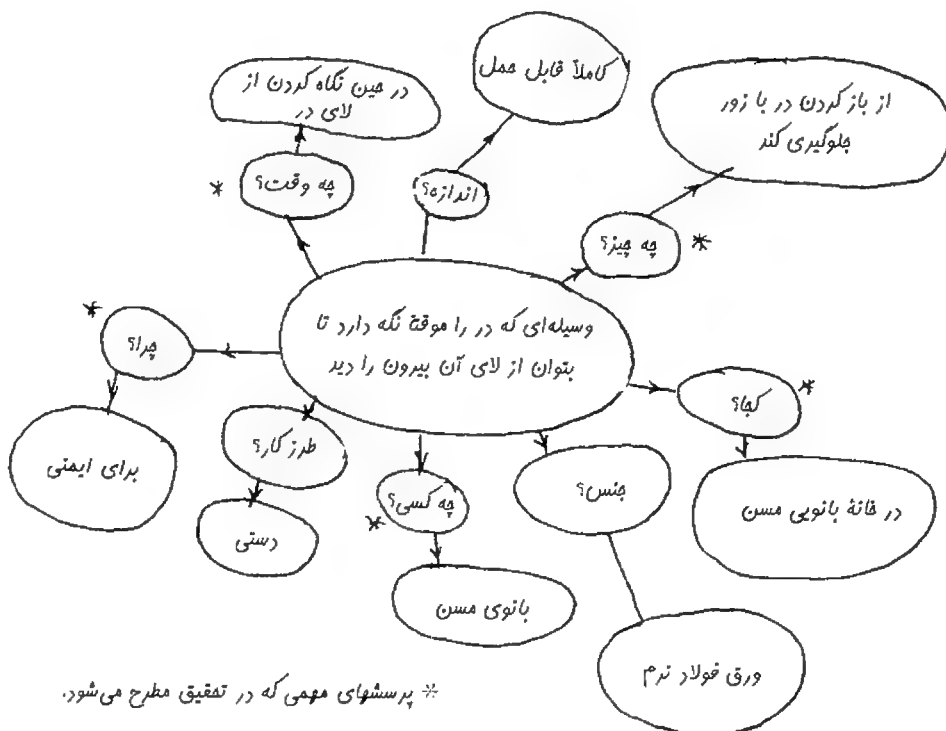 کاملاً قابل حمل
در حین نگاه کردن از
لای در
از باز کردن در با زور
جلوگیری کند
* چه وقت؟
اندازه؟
چه چیز؟ *
وسیله‌ای که در را موقتاً نگه دارد تا
بتوان از لای آن بیرون را دید
* چرا؟
کجا؟ *
برای ایمنی
طرز کار؟
چه کسی؟ *
جنس؟
در خانهٔ بانویی مسن
دستی
بانوی مسن
ورق فولاد نرم
* پرسشهای مهمی که در تحقیق مطرح می‌شود.